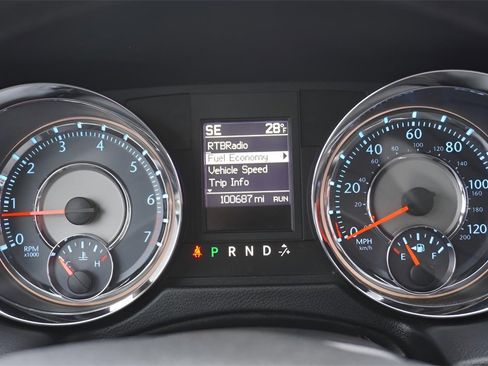 SE 28°F
RTBRadio
Fuel Economy
Vehicle Speed
Trip Info
100687 mi RUN
P R N D
0 1 2 3 4 5 6 7
RPM
x1000
C H
0 20 40 60 80 100 120
MPH
km/h
E F